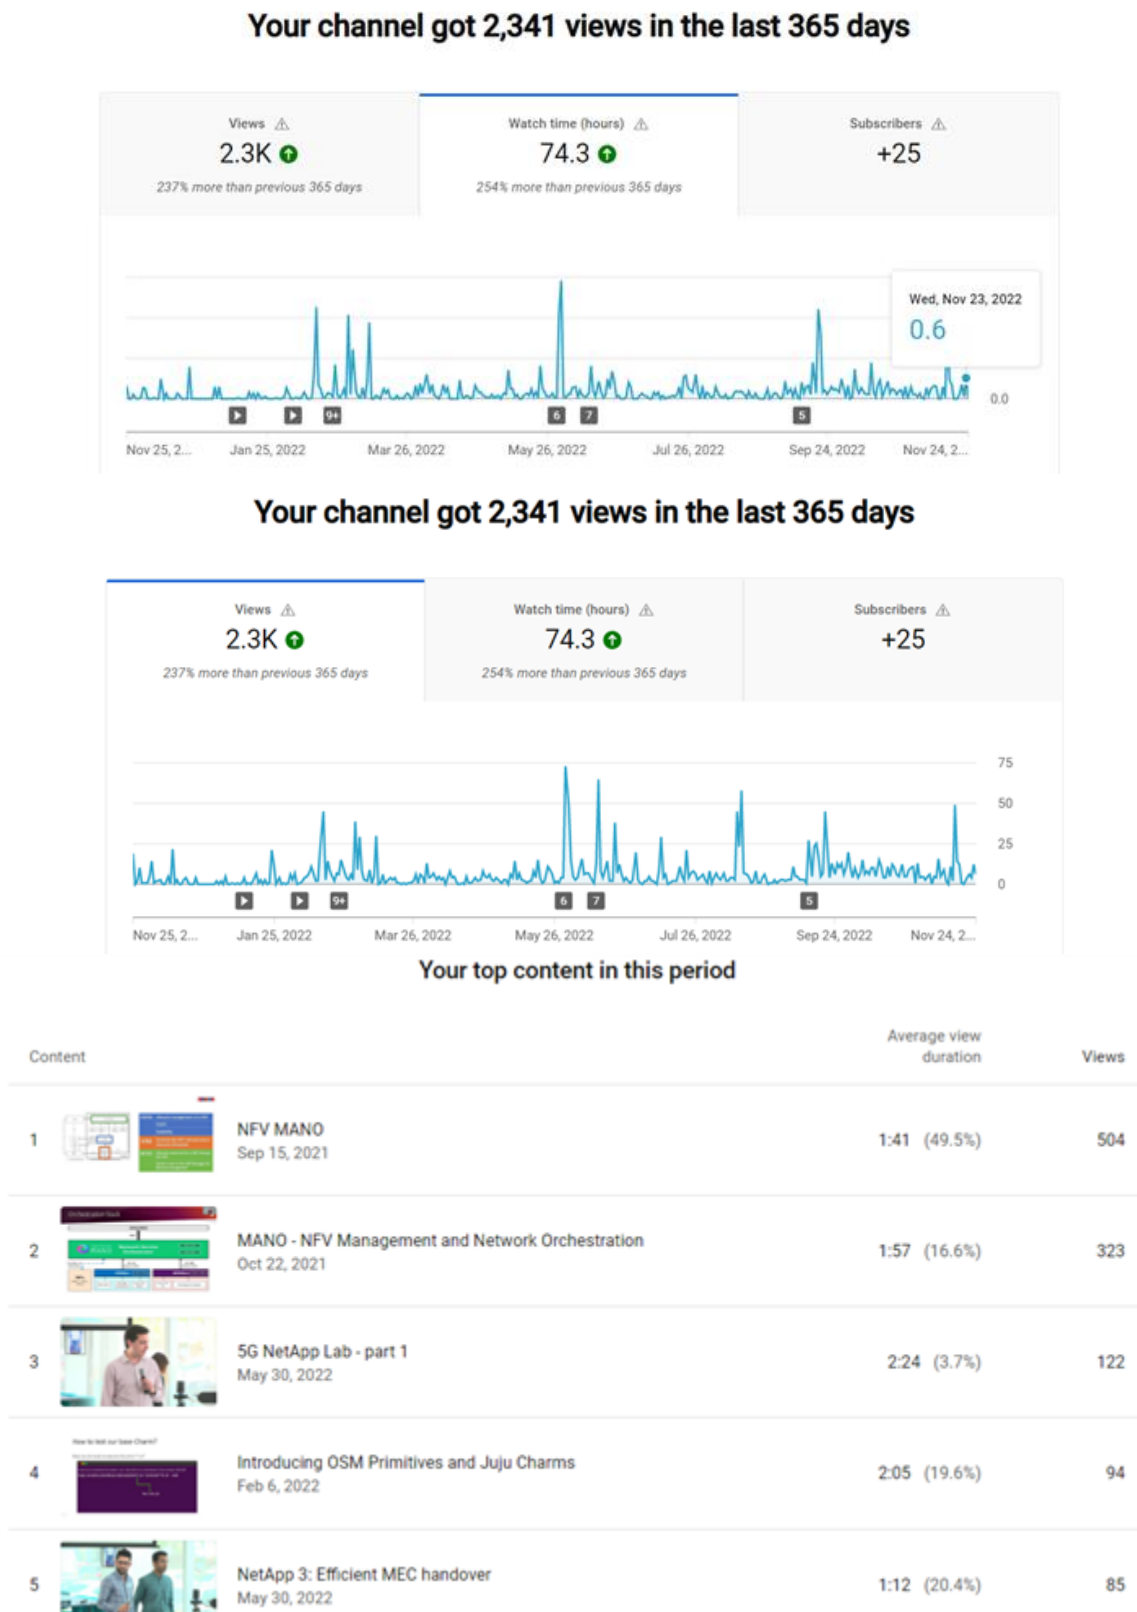 Your channel got 2,341 views in the last 365 days
Views
2.3K
237% more than previous 365 days
Watch time (hours)
74.3
254% more than previous 365 days
Subscribers
+25
Wed, Nov 23, 2022
0.6
0.0
9+
6
7
5
Nov 25, 2...
Jan 25, 2022
Mar 26, 2022
May 26, 2022
Jul 26, 2022
Sep 24, 2022
Nov 24, 2...
Your channel got 2,341 views in the last 365 days
Views
2.3K
237% more than previous 365 days
Watch time (hours)
74.3
254% more than previous 365 days
Subscribers
+25
75
50
25
0
9+
6
7
5
Nov 25, 2...
Jan 25, 2022
Mar 26, 2022
May 26, 2022
Jul 26, 2022
Sep 24, 2022
Nov 24, 2...
Your top content in this period
Content
Average view
duration
Views
1
NFV MANO
Sep 15, 2021
1:41 (49.5%)
504
Orchestration Stack
2
MANO - NFV Management and Network Orchestration
Oct 22, 2021
1:57 (16.6%)
323
3
5G NetApp Lab - part 1
May 30, 2022
2:24 (3.7%)
122
How to test our base Charm?
4
Introducing OSM Primitives and Juju Charms
Feb 6, 2022
2:05 (19.6%)
94
5
NetApp 3: Efficient MEC handover
May 30, 2022
1:12 (20.4%)
85